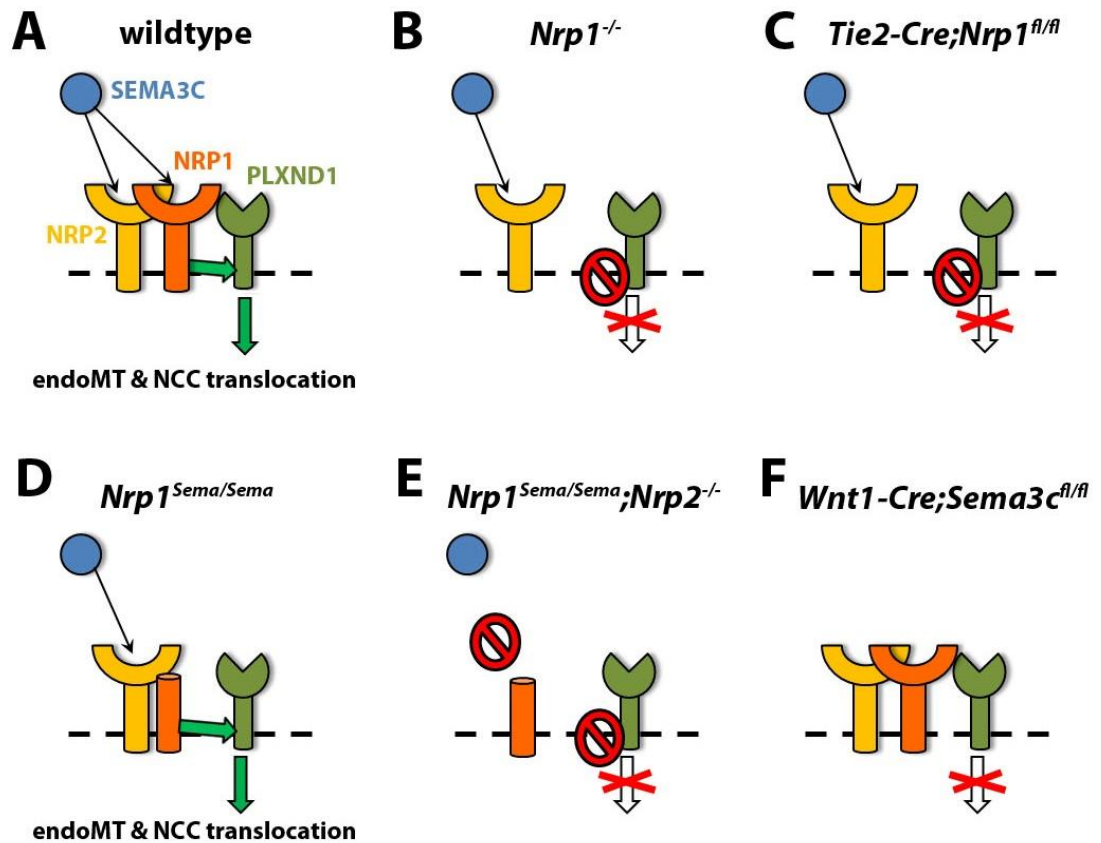 A wildtype
SEMA3C
NRP1
PLXND1
NRP2
endoMT & NCC translocation
B Nrp1-/-
C Tie2-Cre;Nrp1fl/fl
D Nrp1Sema/Sema
endoMT & NCC translocation
E Nrp1Sema/Sema;Nrp2-/-
F Wnt1-Cre;Sema3cfl/fl